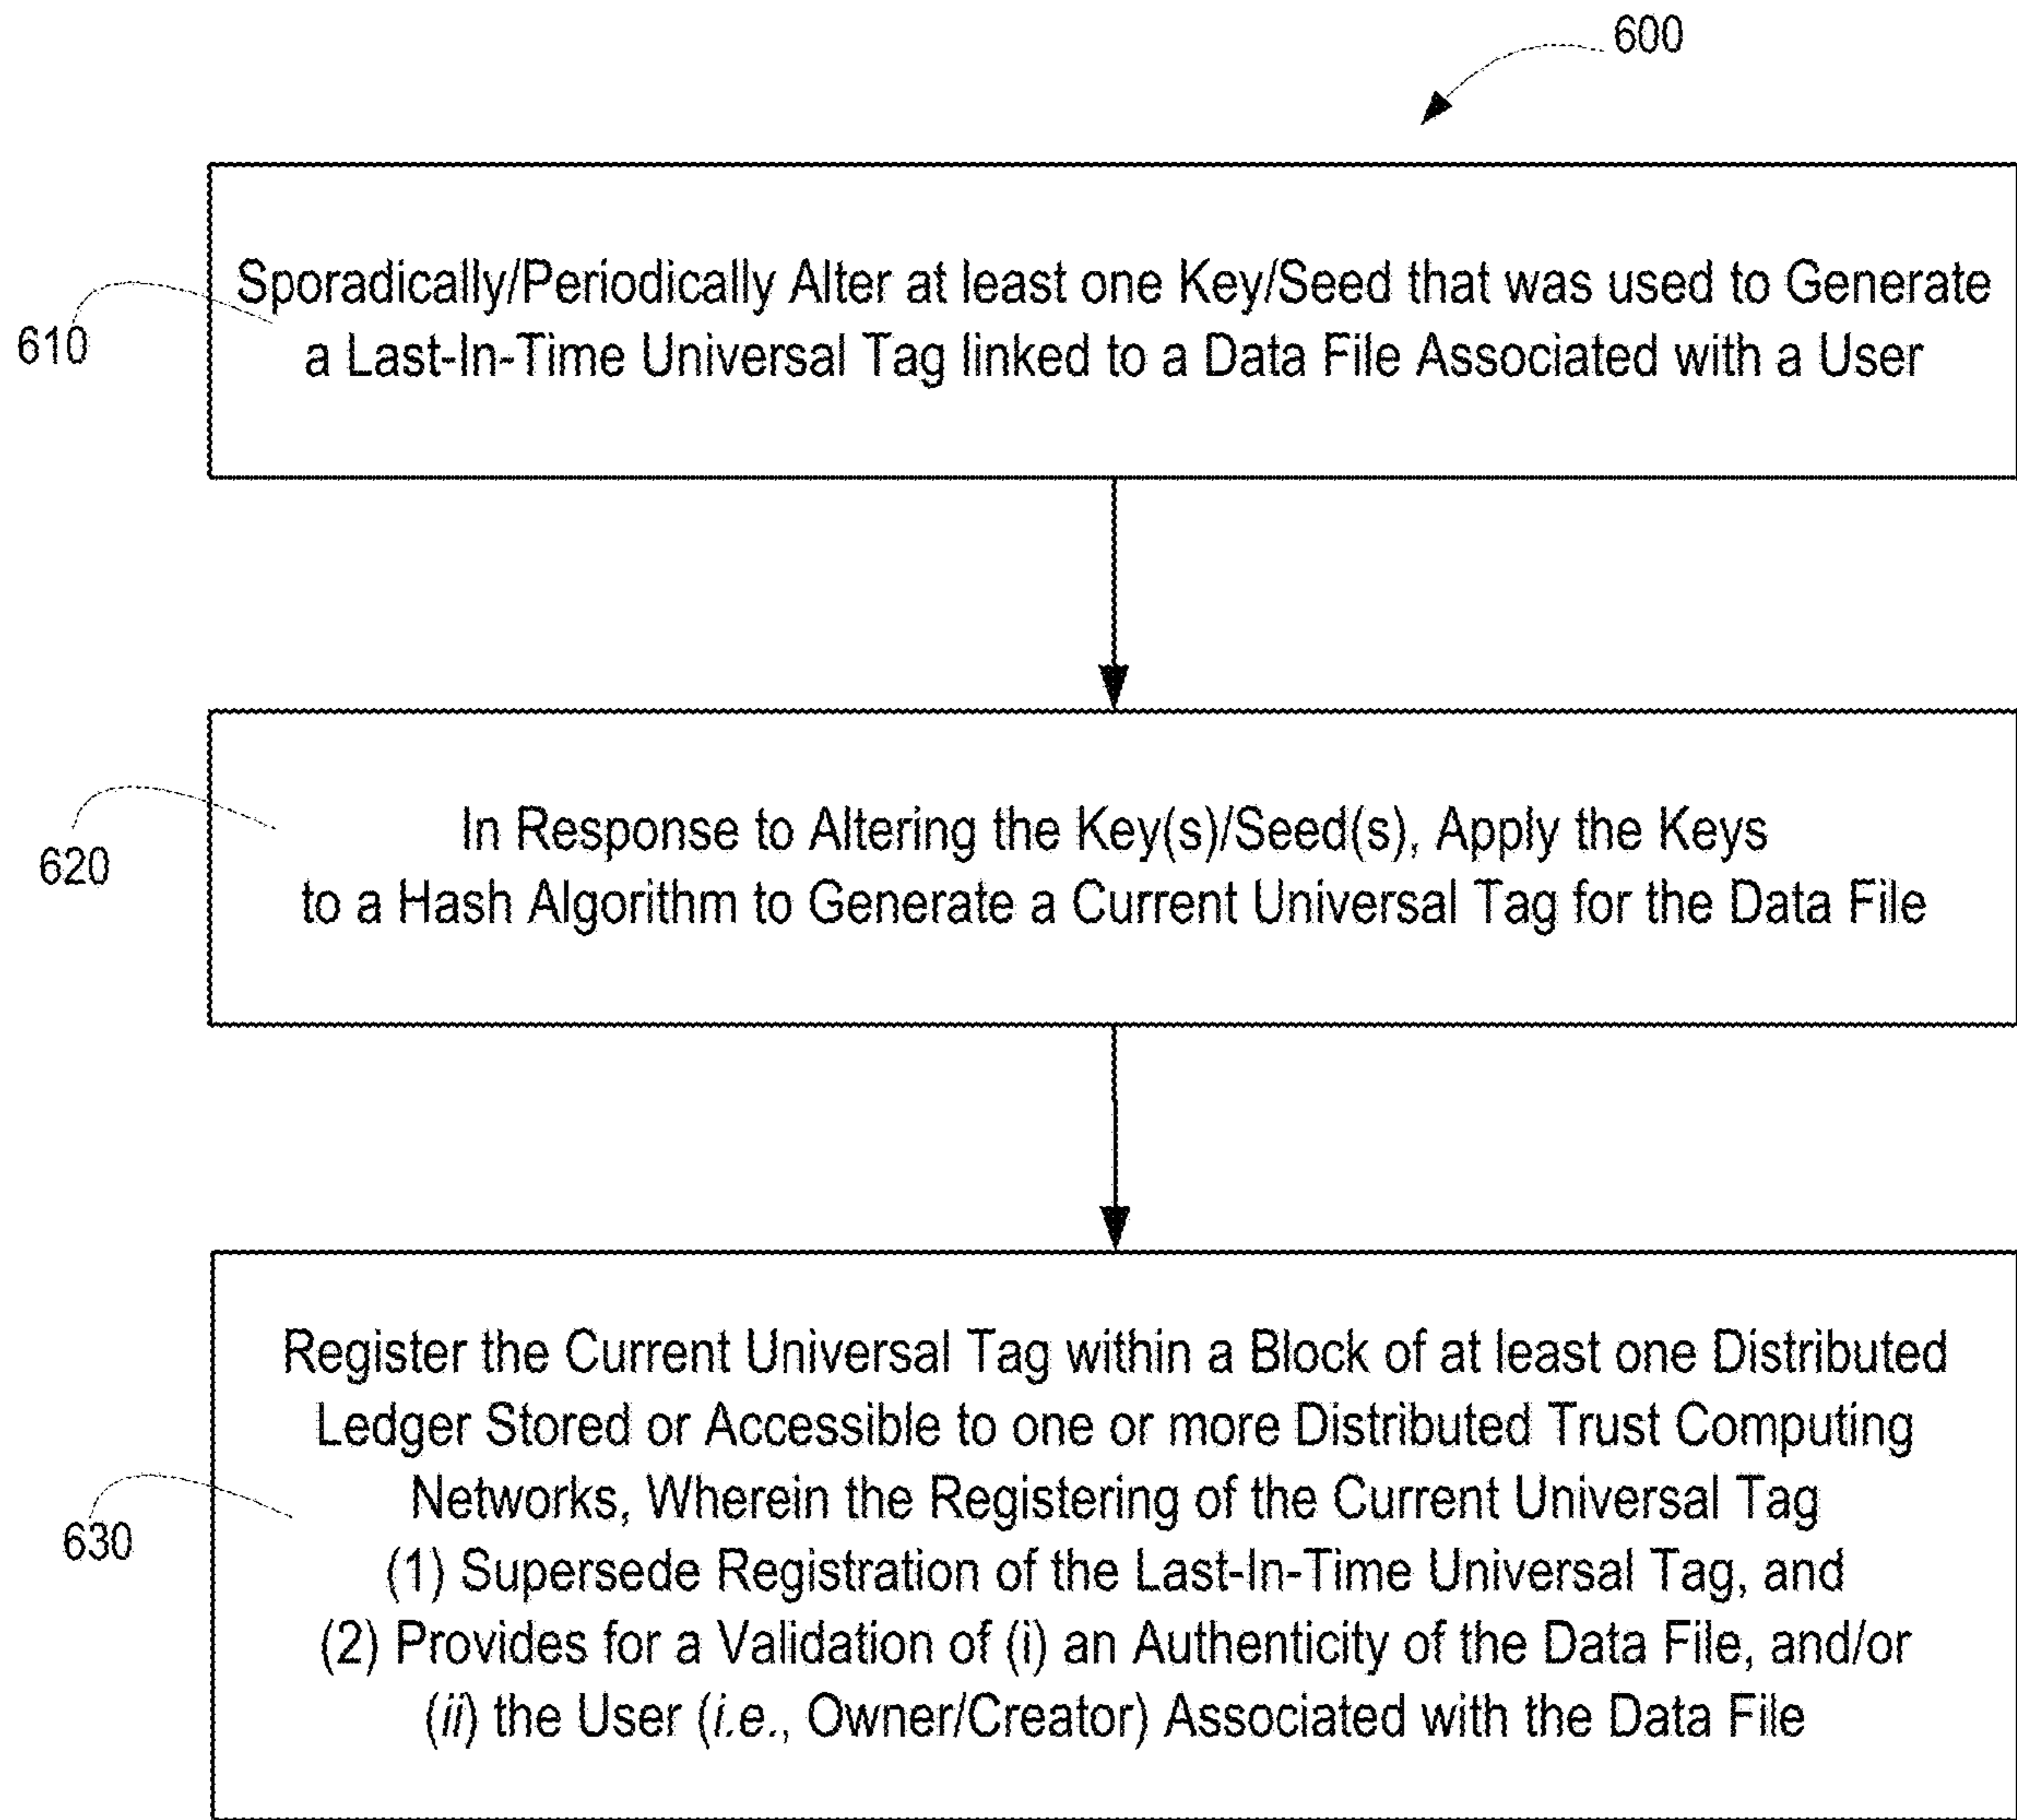 600
Sporadically/Periodically Alter at least one Key/Seed that was used to Generate
a Last-In-Time Universal Tag linked to a Data File Associated with a User
610
In Response to Altering the Key(s)/Seed(s), Apply the Keys
to a Hash Algorithm to Generate a Current Universal Tag for the Data File
620
Register the Current Universal Tag within a Block of at least one Distributed
Ledger Stored or Accessible to one or more Distributed Trust Computing
Networks, Wherein the Registering of the Current Universal Tag
(1) Supersede Registration of the Last-In-Time Universal Tag, and
(2) Provides for a Validation of (i) an Authenticity of the Data File, and/or
(ii) the User (i.e., Owner/Creator) Associated with the Data File
630